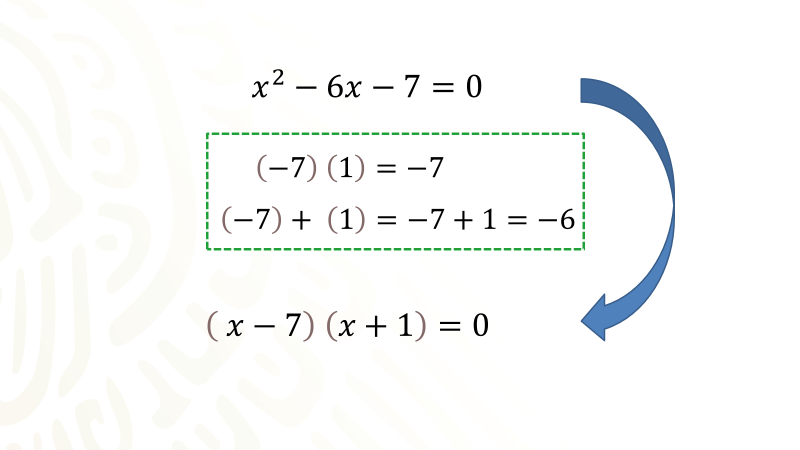 𝑥² − 6𝑥 − 7 = 0
(−7) (1) = −7
(−7) + (1) = −7 + 1 = −6
( 𝑥 − 7) (𝑥 + 1) = 0